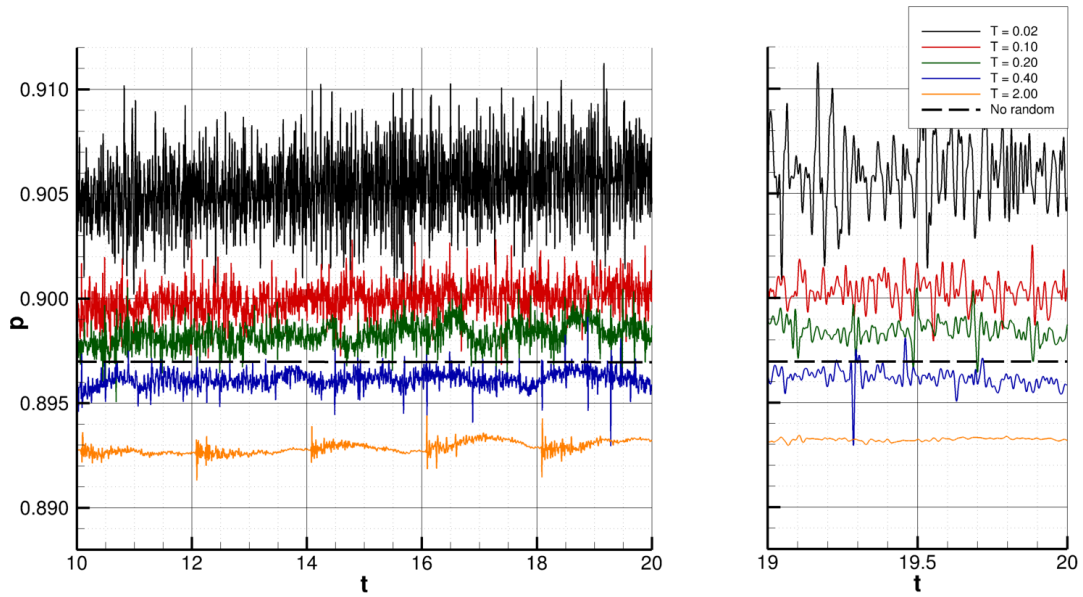 T = 0.02
T = 0.10
T = 0.20
T = 0.40
T = 2.00
No random
0.910
0.905
0.900
0.895
0.890
p
10 12 14 16 18 20
t
19 19.5 20
t